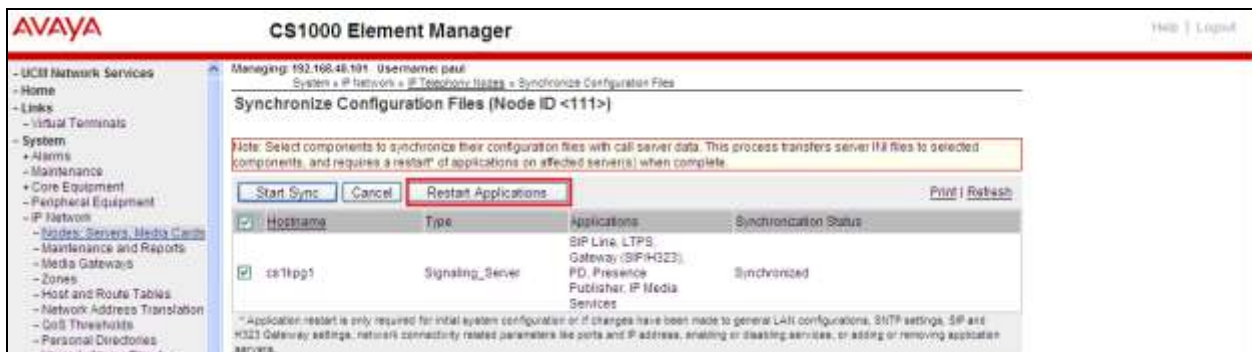 AVAYA
CS1000 Element Manager
Help | Logout
- UCM Network Services
- Home
- Links
- Virtual Terminals
- System
+ Alarms
- Maintenance
+ Core Equipment
- Peripheral Equipment
- IP Network
- Nodes: Servers, Media Cards
- Maintenance and Reports
- Media Gateways
- Zones
- Host and Route Tables
- Network Address Translation
- QoS Thresholds
- Personal Directories
Managing: 192.168.48.101 Username: paul
System » IP Network » IP Telephony Nodes » Synchronize Configuration Files
Synchronize Configuration Files (Node ID <111>)
Note: Select components to synchronize their configuration files with call server data. This process transfers server INI files to selected
components, and requires a restart* of applications on affected server(s) when complete.
Start Sync
Cancel
Restart Applications
Print | Refresh
Hostname
Type
Applications
Synchronization Status
cs1kpg1
Signaling_Server
SIP Line, LTPS,
Gateway (SIP/H323),
PD, Presence
Publisher, IP Media
Services
Synchronized
* Application restart is only required for initial system configuration or if changes have been made to general LAN configurations, SNTP settings, SIP and
H323 Gateway settings, network connectivity related parameters like ports and IP address, enabling or disabling services, or adding or removing application
servers.